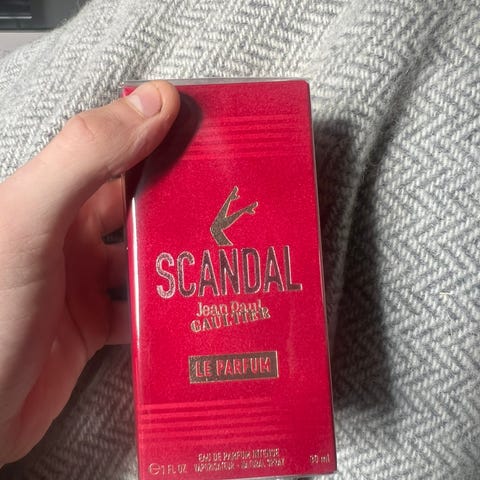 SCANDAL
Jean Paul
GAULTIER
LE PARFUM
EAU DE PARFUM INTENSE
℮ 1 FL OZ VAPORISATEUR - NATURAL SPRAY 30 ml